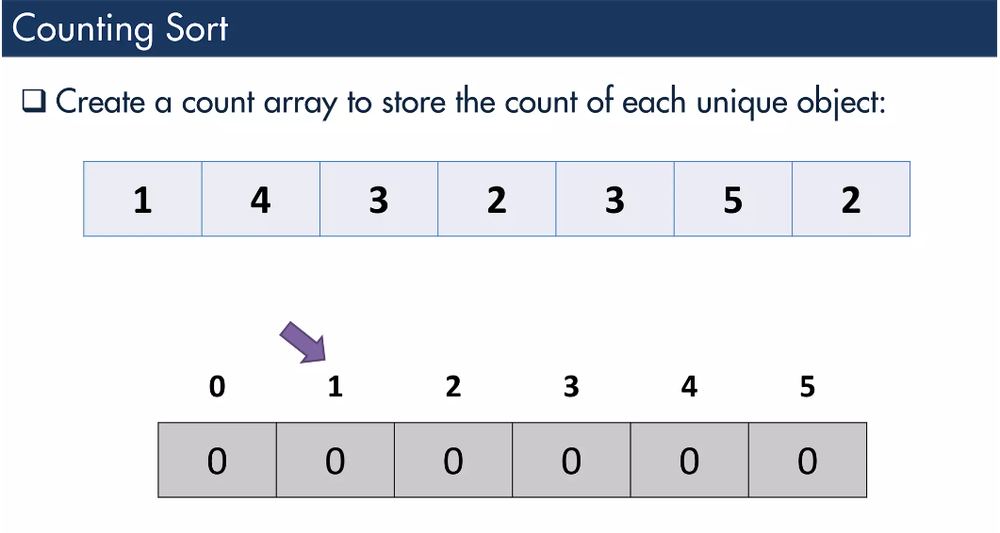 Counting Sort
Create a count array to store the count of each unique object:
1 4 3 2 3 5 2
0 1 2 3 4 5
0 0 0 0 0 0